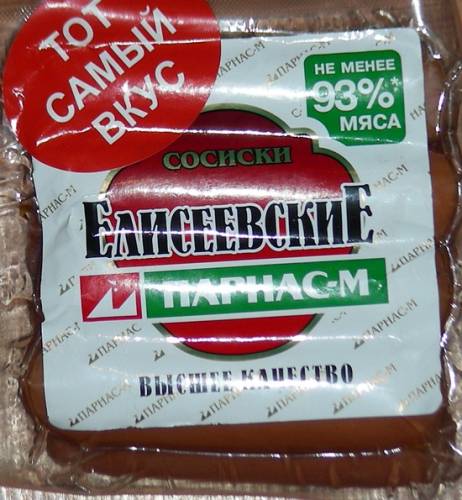 ТОТ
САМЫЙ
ВКУС
НЕ МЕНЕЕ
93%*
МЯСА
СОСИСКИ
ЕЛИСЕЕВСКИЕ
ПАРНАС-М
ВЫСШЕЕ КАЧЕСТВО